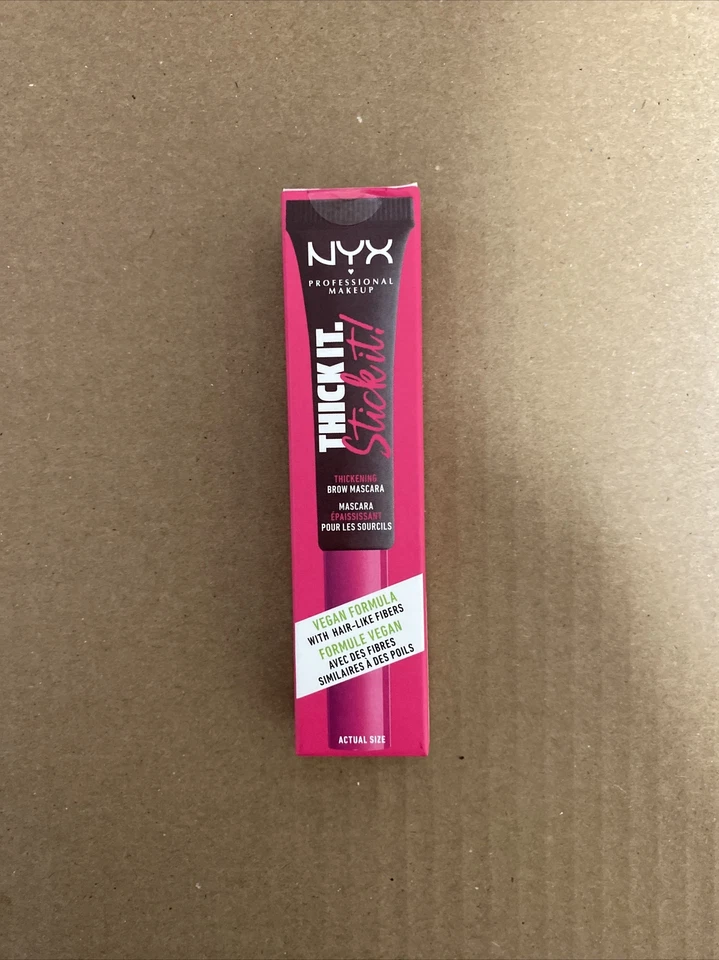 NYX
PROFESSIONAL
MAKEUP
THICK IT.
Stick it!
THICKENING
BROW MASCARA
MASCARA
ÉPAISSISSANT
POUR LES SOURCILS
VEGAN FORMULA
WITH HAIR-LIKE FIBERS
FORMULE VEGAN
AVEC DES FIBRES
SIMILAIRES À DES POILS
ACTUAL SIZE